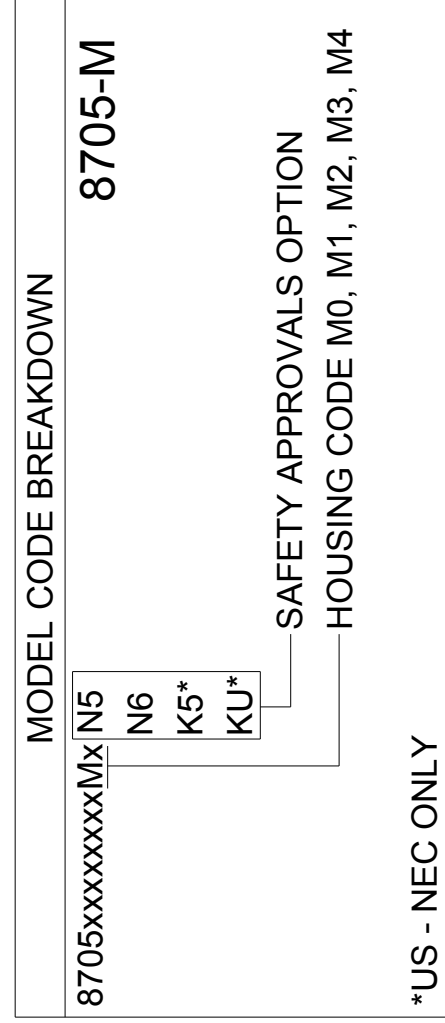 MODEL CODE BREAKDOWN
8705-M
8705xxxxxxxxxMx N5
N6
K5*
KU*
SAFETY APPROVALS OPTION
HOUSING CODE M0, M1, M2, M3, M4
*US - NEC ONLY